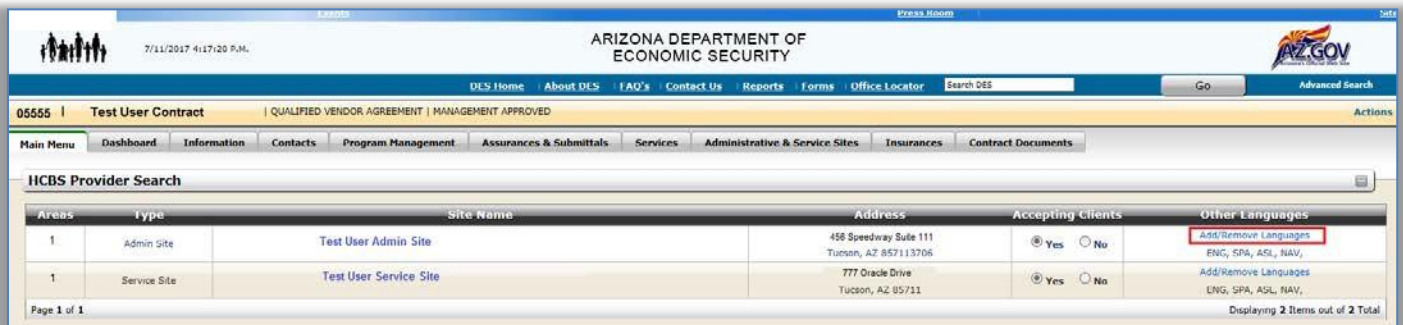 Events Press Room Site
7/11/2017 4:17:20 P.M.
ARIZONA DEPARTMENT OF
ECONOMIC SECURITY
AZ.GOV
DES Home About DES FAQ's Contact Us Reports Forms Office Locator Search DES Go Advanced Search
05555 | Test User Contract | QUALIFIED VENDOR AGREEMENT | MANAGEMENT APPROVED Actions
Main Menu Dashboard Information Contacts Program Management Assurances & Submittals Services Administrative & Service Sites Insurances Contract Documents
HCBS Provider Search
Areas Type Site Name Address Accepting Clients Other Languages
1 Admin Site Test User Admin Site 456 Speedway Suite 111 Yes No Add/Remove Languages
Tucson, AZ 857113706 ENG, SPA, ASL, NAV,
1 Service Site Test User Service Site 777 Oracle Drive Yes No Add/Remove Languages
Tucson, AZ 85711 ENG, SPA, ASL, NAV,
Page 1 of 1 Displaying 2 Items out of 2 Total